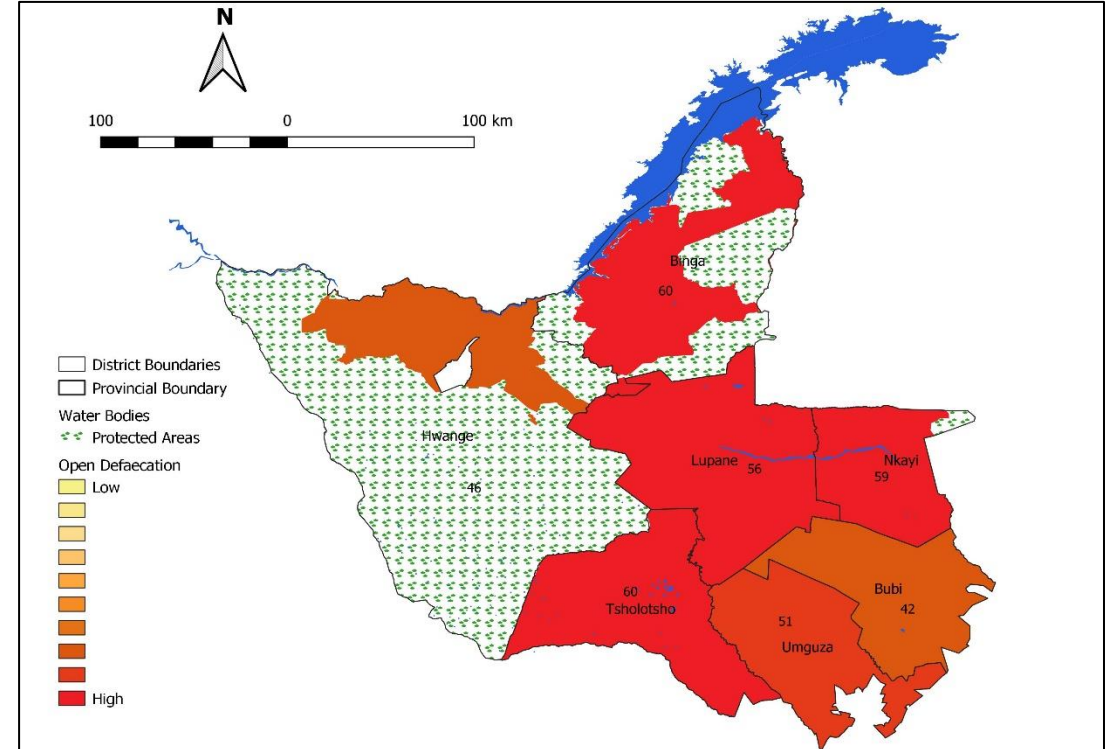 N
100 0 100 km
Binga
60
District Boundaries
Provincial Boundary
Water Bodies
Protected Areas
Open Defaecation
Low
High
Hwange
46
Lupane
56
Nkayi
59
60
Tsholotsho
Bubi
42
51
Umguza